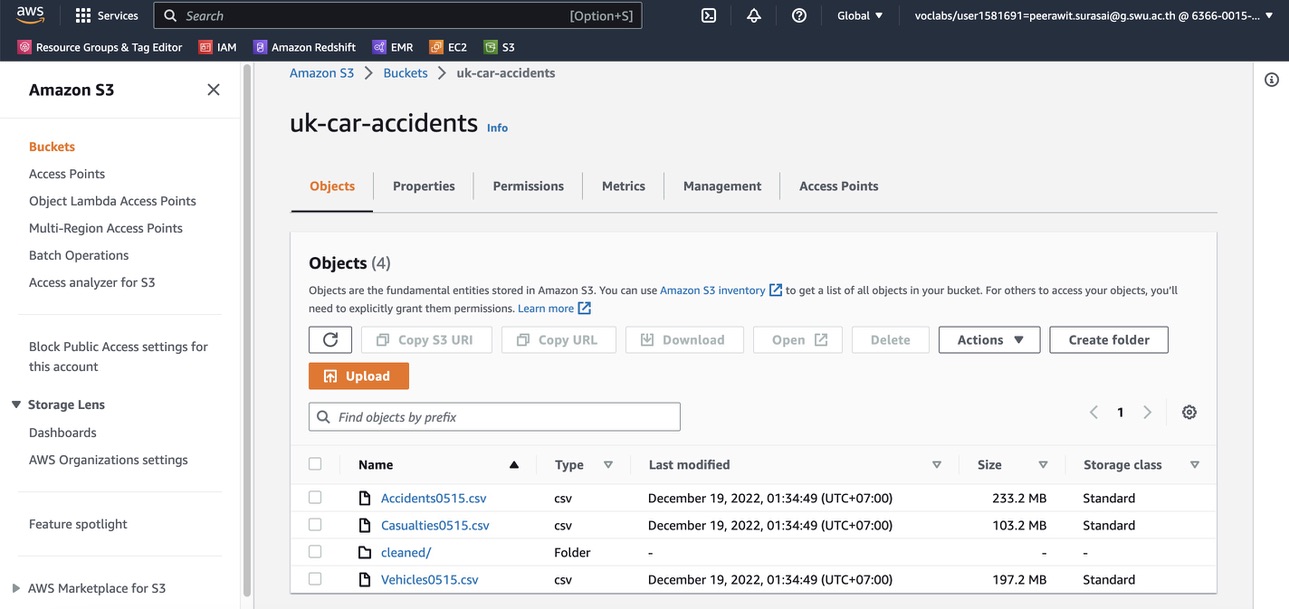 aws
Services
Search [Option+S]
Global
voclabs/user1581691=peerawit.surasai@g.swu.ac.th @ 6366-0015-...
Resource Groups & Tag Editor IAM Amazon Redshift EMR EC2 S3
Amazon S3
Buckets
Access Points
Object Lambda Access Points
Multi-Region Access Points
Batch Operations
Access analyzer for S3
Block Public Access settings for
this account
Storage Lens
Dashboards
AWS Organizations settings
Feature spotlight
AWS Marketplace for S3
Amazon S3 Buckets uk-car-accidents
uk-car-accidents Info
Objects Properties Permissions Metrics Management Access Points
Objects (4)
Objects are the fundamental entities stored in Amazon S3. You can use Amazon S3 inventory to get a list of all objects in your bucket. For others to access your objects, you'll
need to explicitly grant them permissions. Learn more
Copy S3 URI Copy URL Download Open Delete Actions Create folder
Upload
Find objects by prefix
1
Name Type Last modified Size Storage class
Accidents0515.csv csv December 19, 2022, 01:34:49 (UTC+07:00) 233.2 MB Standard
Casualties0515.csv csv December 19, 2022, 01:34:49 (UTC+07:00) 103.2 MB Standard
cleaned/ Folder - - -
Vehicles0515.csv csv December 19, 2022, 01:34:49 (UTC+07:00) 197.2 MB Standard